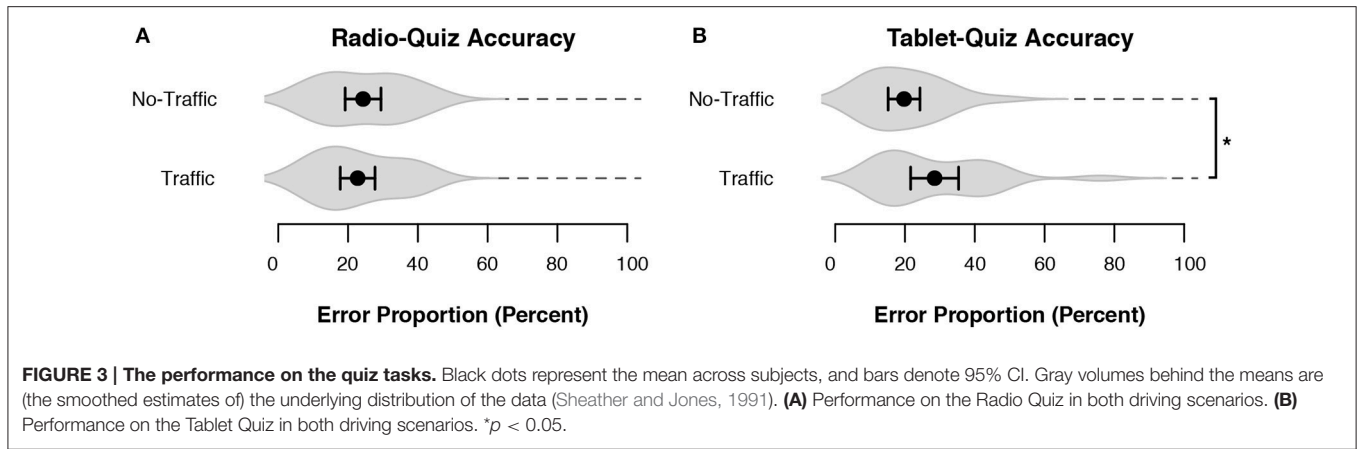 A Radio-Quiz Accuracy
No-Traffic
Traffic
0 20 40 60 80 100
Error Proportion (Percent)
B Tablet-Quiz Accuracy
No-Traffic
Traffic
*
0 20 40 60 80 100
Error Proportion (Percent)
FIGURE 3 | The performance on the quiz tasks. Black dots represent the mean across subjects, and bars denote 95% CI. Gray volumes behind the means are
(the smoothed estimates of) the underlying distribution of the data (Sheather and Jones, 1991). (A) Performance on the Radio Quiz in both driving scenarios. (B)
Performance on the Tablet Quiz in both driving scenarios. *p < 0.05.